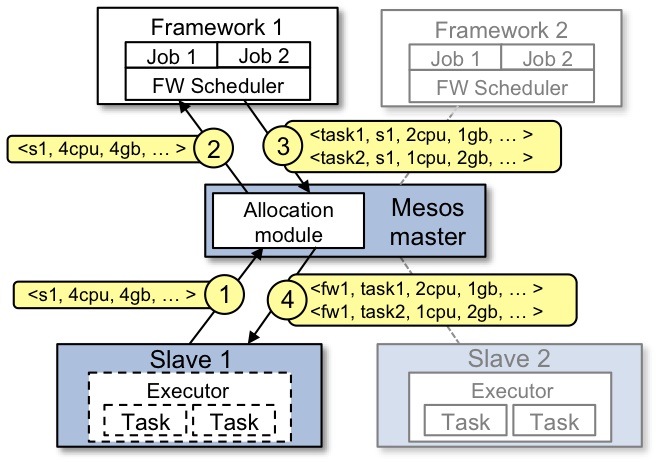 Framework 1
Job 1 Job 2
FW Scheduler
Framework 2
Job 1 Job 2
FW Scheduler
<s1, 4cpu, 4gb, … >
2
3
<task1, s1, 2cpu, 1gb, … >
<task2, s1, 1cpu, 2gb, … >
Allocation
module
Mesos
master
<s1, 4cpu, 4gb, … >
1
4
<fw1, task1, 2cpu, 1gb, … >
<fw1, task2, 1cpu, 2gb, … >
Slave 1
Executor
Task Task
Slave 2
Executor
Task Task